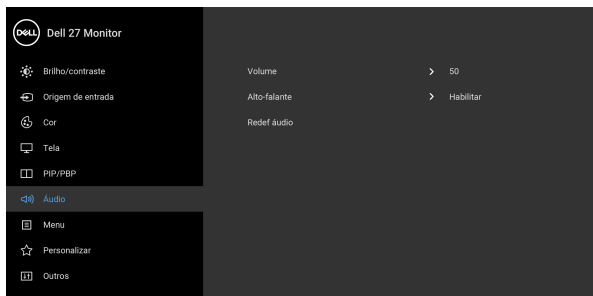 DELL Dell 27 Monitor
Brilho/contraste
Origem de entrada
Cor
Tela
PIP/PBP
Áudio
Menu
Personalizar
Outros
Volume 50
Alto-falante Habilitar
Redef áudio